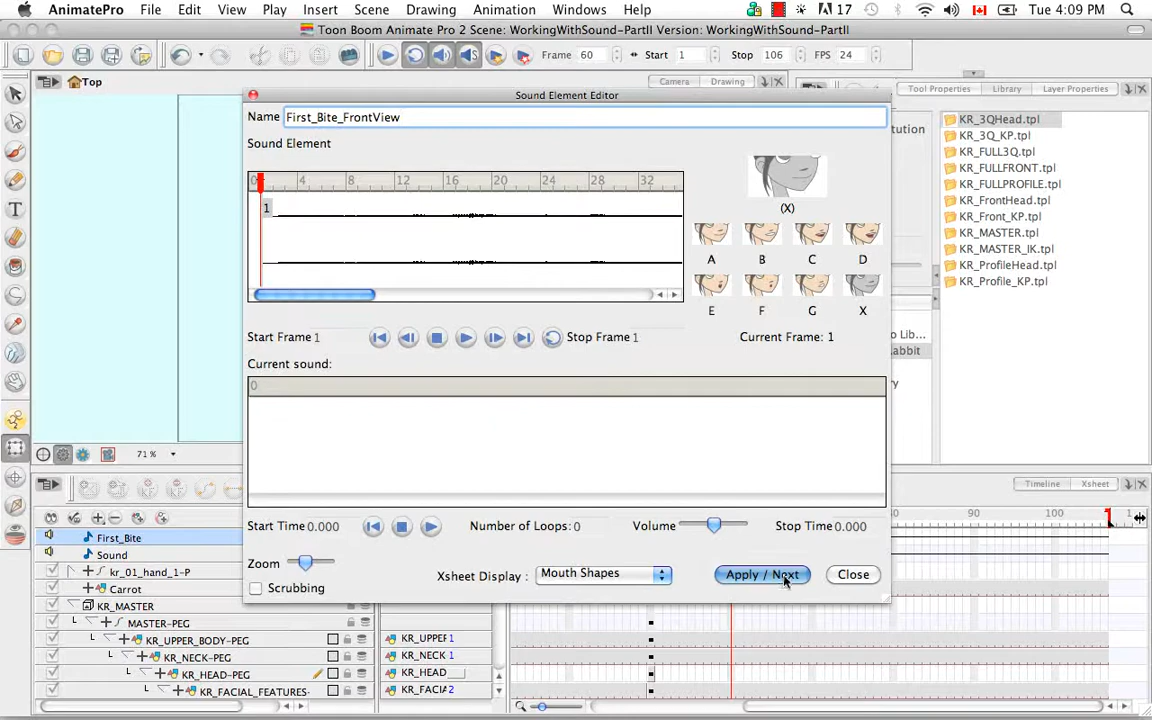 AnimatePro File Edit View Play Insert Scene Drawing Animation Windows Help 17 Tue 4:09 PM
Toon Boom Animate Pro 2 Scene: WorkingWithSound-PartII Version: WorkingWithSound-PartII
Frame 60 Start 1 Stop 106 FPS 24
Top
Camera Drawing
Tool Properties Library Layer Properties
Sound Element Editor
Name First_Bite_FrontView
Sound Element
0 4 8 12 16 20 24 28 32
1
(X)
A B C D
E F G X
Start Frame 1
Stop Frame 1
Current Frame: 1
Current sound:
0
Start Time 0.000
Number of Loops: 0
Volume
Stop Time 0.000
Zoom
Scrubbing
Xsheet Display :
Mouth Shapes
Apply / Next
Close
KR_3QHead.tpl
KR_3Q_KP.tpl
KR_FULL3Q.tpl
KR_FULLFRONT.tpl
KR_FULLPROFILE.tpl
KR_FrontHead.tpl
KR_Front_KP.tpl
KR_MASTER.tpl
KR_MASTER_IK.tpl
KR_ProfileHead.tpl
KR_Profile_KP.tpl
71 %
Timeline Xsheet
90 100
First_Bite
Sound
kr_01_hand_1-P
Carrot
KR_MASTER
MASTER-PEG
KR_UPPER_BODY-PEG KR_UPPER 1
KR_NECK-PEG KR_NECK 1
KR_HEAD-PEG KR_HEAD
KR_FACIAL_FEATURES- KR_FACIA 2